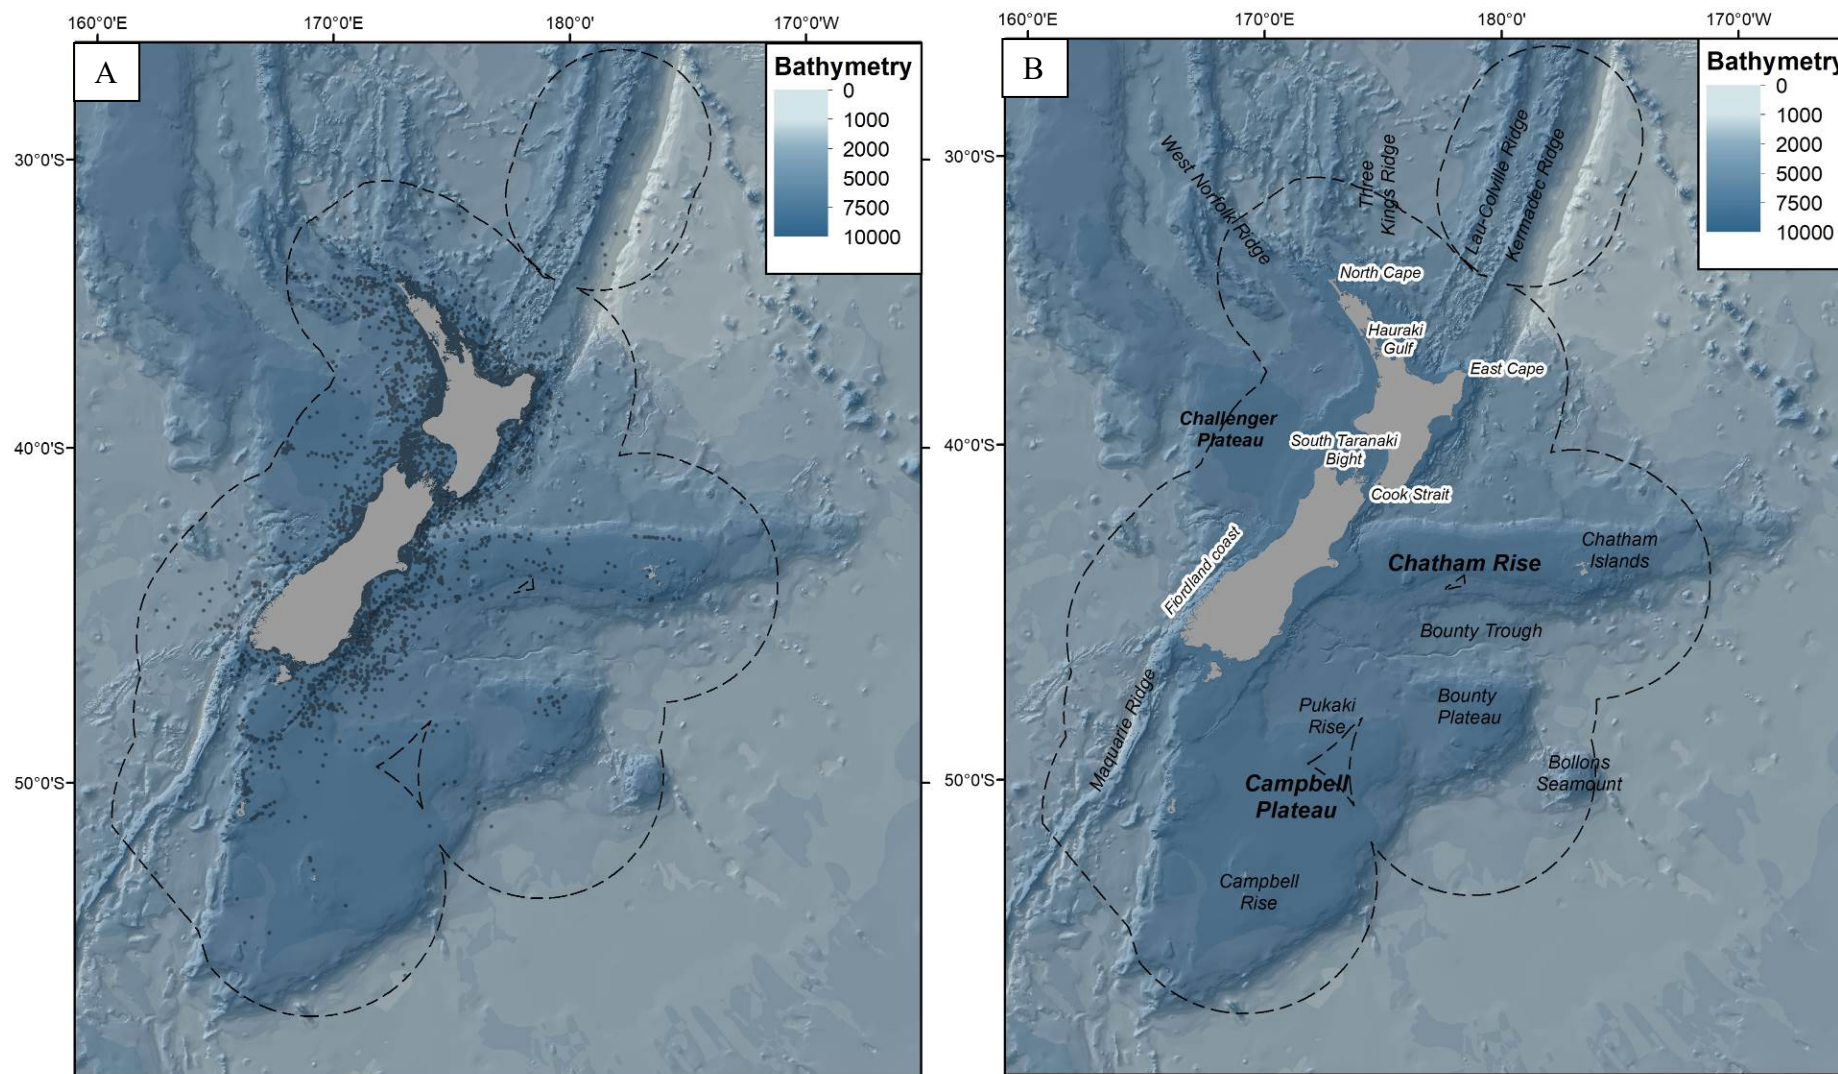 160°0'E
170°0'E
180°0'
170°0'W
A
Bathymetry
0
1000
2000
5000
7500
10000
30°0'S
40°0'S
50°0'S
160°0'E
170°0'E
180°0'
170°0'W
B
Bathymetry
0
1000
2000
5000
7500
10000
30°0'S
40°0'S
50°0'S
West Norfolk Ridge
Three
Kings Ridge
Lau-Colville Ridge
Kermadec Ridge
North Cape
Hauraki
Gulf
East Cape
Challenger
Plateau
South Taranaki
Bight
Cook Strait
Fiordland coast
Chatham Rise
Chatham
Islands
Bounty Trough
Maquarie Ridge
Pukaki
Rise
Bounty
Plateau
Campbell
Plateau
Bollons
Seamount
Campbell
Rise